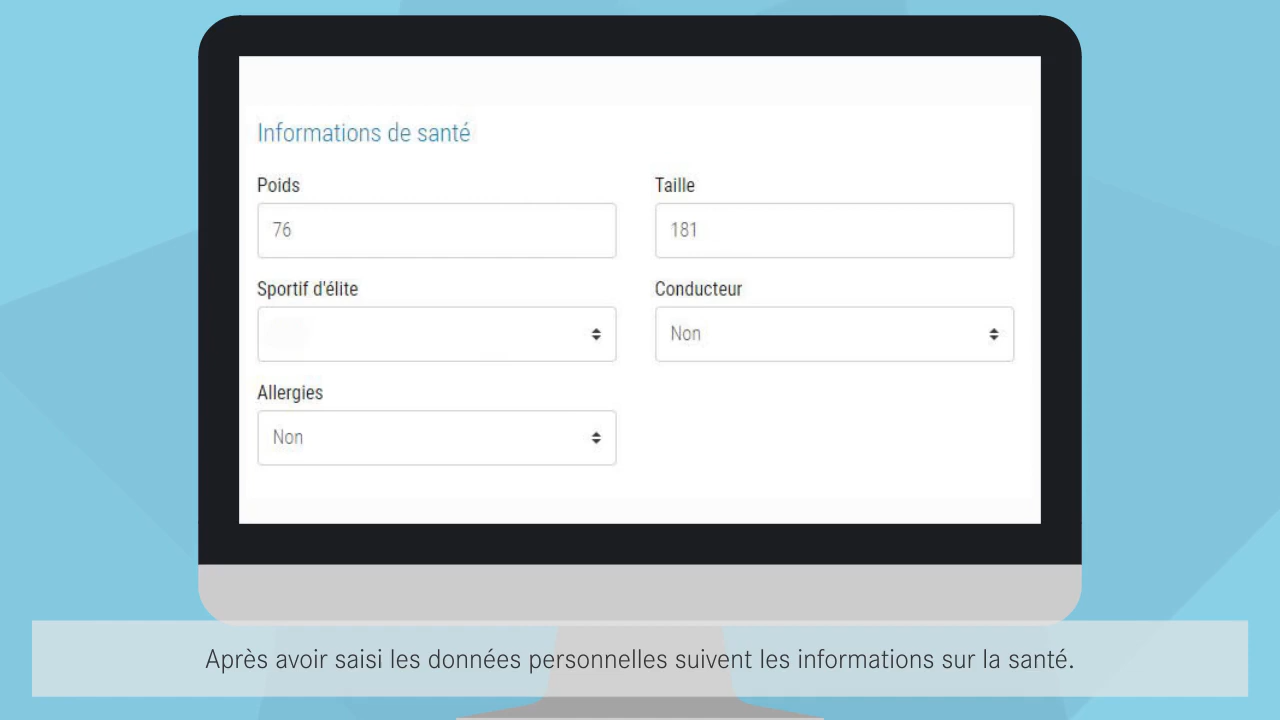 Informations de santé
Poids
Taille
76
181
Sportif d'élite
Conducteur
Non
Allergies
Non
Après avoir saisi les données personnelles suivent les informations sur la santé.